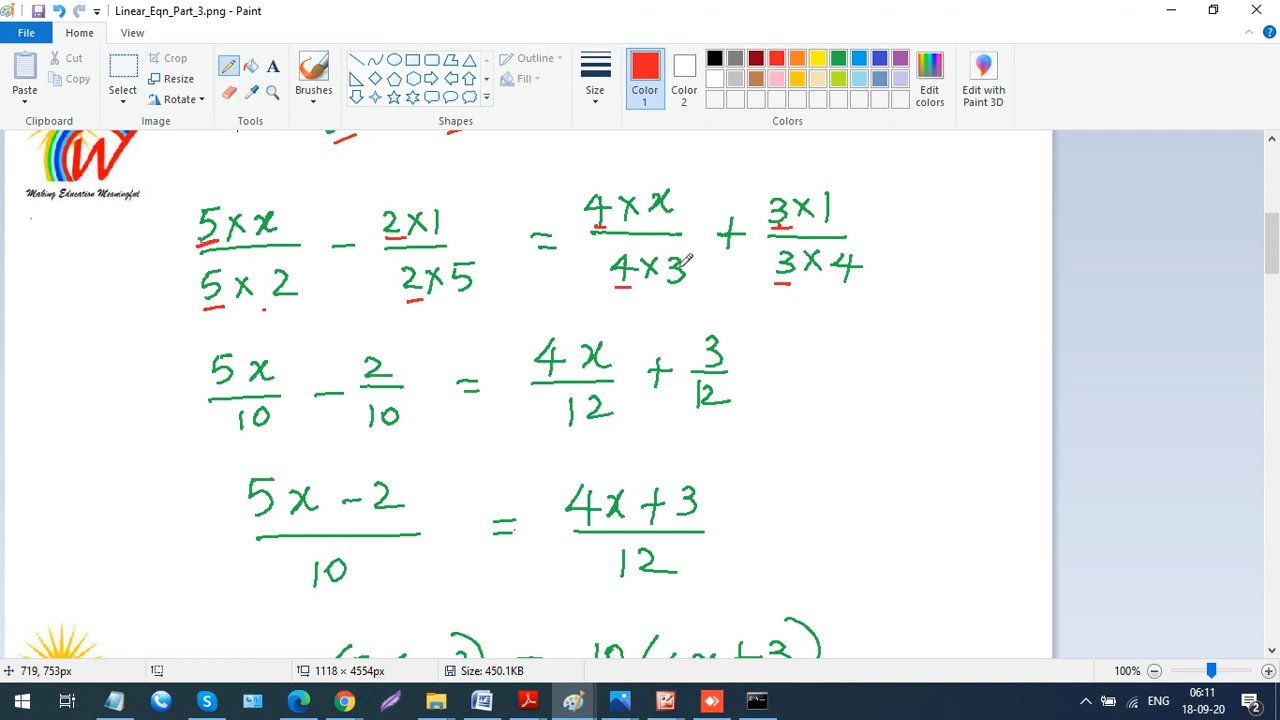 Linear_Eqn_Part_3.png - Paint
File Home View
Paste Cut Copy Select Crop Resize Rotate Brushes Outline Fill Size Color 1 Color 2 Edit colors Edit with Paint 3D
Clipboard Image Tools Shapes Colors
W
Making Education Meaningful
5 × x / 5 × 2 - 2 × 1 / 2 × 5 = 4 × x / 4 × 3 + 3 × 1 / 3 × 4
5x / 10 - 2 / 10 = 4x / 12 + 3 / 12
5x - 2 / 10 = 4x + 3 / 12
719, 753px 1118 × 4554px Size: 450.1KB 100%
ENG 06:11 18-09-20 2